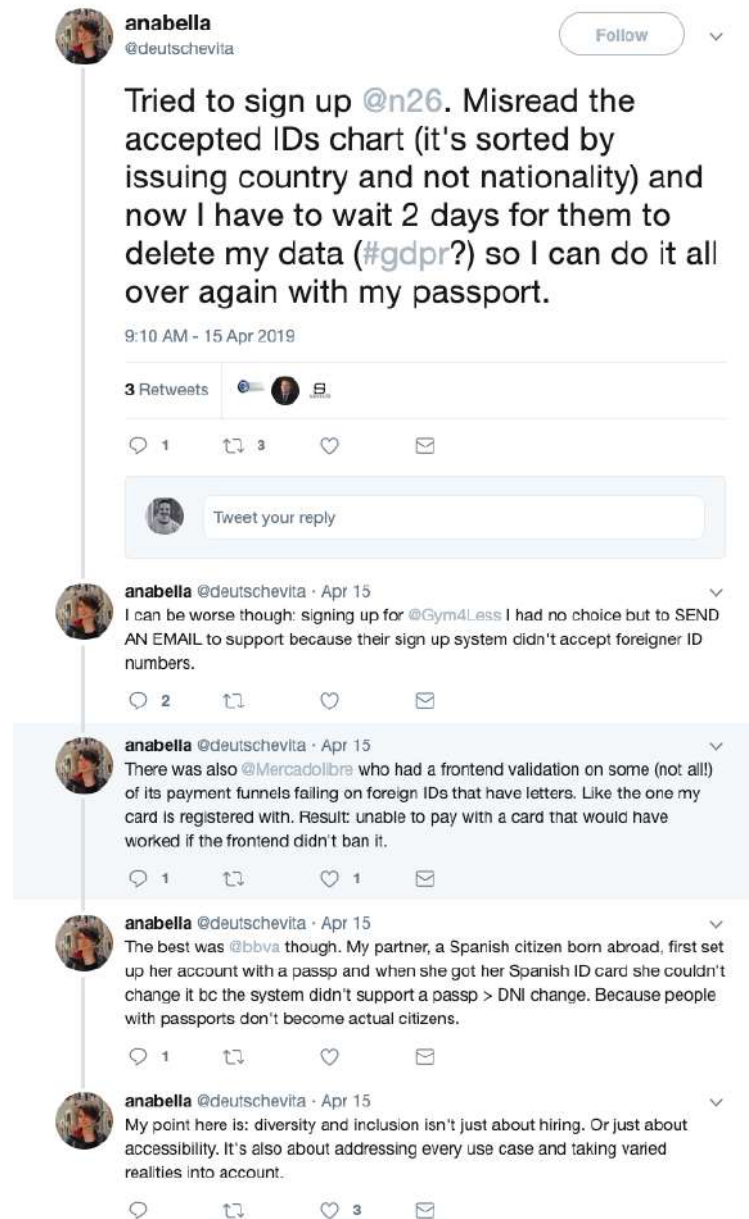 anabella
@deutschevita
Follow
Tried to sign up @n26. Misread the
accepted IDs chart (it's sorted by
issuing country and not nationality) and
now I have to wait 2 days for them to
delete my data (#gdpr?) so I can do it all
over again with my passport.
9:10 AM - 15 Apr 2019
3 Retweets
1 3
Tweet your reply
anabella @deutschevita · Apr 15
I can be worse though: signing up for @Gym4Less I had no choice but to SEND
AN EMAIL to support because their sign up system didn't accept foreigner ID
numbers.
2
anabella @deutschevita · Apr 15
There was also @Mercadolibre who had a frontend validation on some (not all!)
of its payment funnels failing on foreign IDs that have letters. Like the one my
card is registered with. Result: unable to pay with a card that would have
worked if the frontend didn't ban it.
1 1
anabella @deutschevita · Apr 15
The best was @bbva though. My partner, a Spanish citizen born abroad, first set
up her account with a passp and when she got her Spanish ID card she couldn't
change it bc the system didn't support a passp > DNI change. Because people
with passports don't become actual citizens.
1
anabella @deutschevita · Apr 15
My point here is: diversity and inclusion isn't just about hiring. Or just about
accessibility. It's also about addressing every use case and taking varied
realities into account.
3